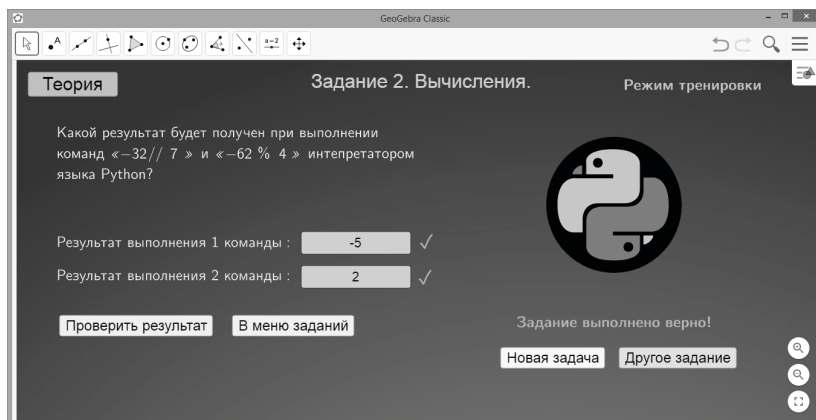 GeoGebra Classic
A
a=2
Теория
Задание 2. Вычисления.
Режим тренировки
Какой результат будет получен при выполнении
команд «−32// 7 » и «−62 % 4 » интепретатором
языка Python?
Результат выполнения 1 команды : -5 ✓
Результат выполнения 2 команды : 2 ✓
Проверить результат В меню заданий
Задание выполнено верно!
Новая задача Другое задание